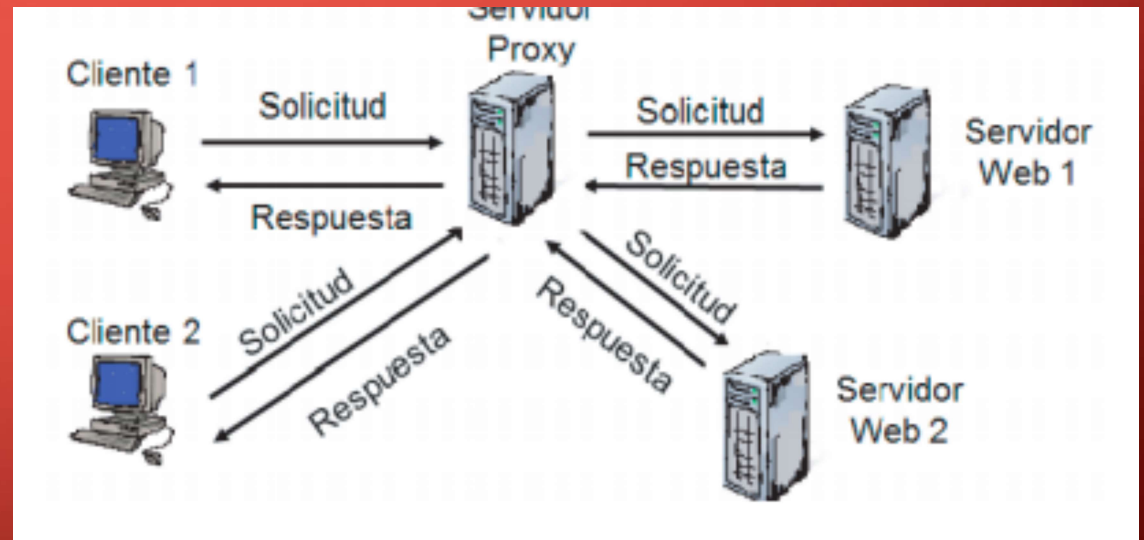 Servidor
Proxy
Cliente 1
Solicitud
Respuesta
Solicitud
Respuesta
Servidor
Web 1
Cliente 2
Solicitud
Respuesta
Solicitud
Respuesta
Servidor
Web 2